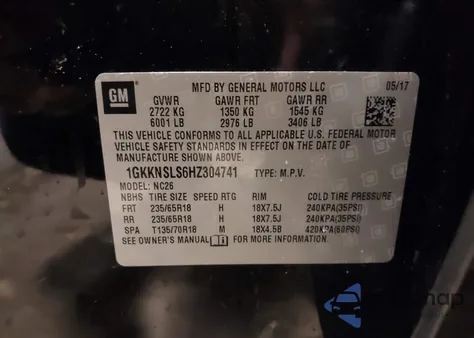 GM
MFD BY GENERAL MOTORS LLC 05/17
GVWR GAWR FRT GAWR RR
2722 KG 1350 KG 1545 KG
6001 LB 2976 LB 3406 LB
THIS VEHICLE CONFORMS TO ALL APPLICABLE U.S. FEDERAL MOTOR
VEHICLE SAFETY STANDARDS IN EFFECT ON THE DATE OF
MANUFACTURE SHOWN ABOVE.
1GKKNSLS6HZ304741 TYPE: M.P.V.
MODEL: NC26
NBHS TIRE SIZE SPEED RTG RIM COLD TIRE PRESSURE
FRT 235/65R18 H 18X7.5J 240KPA(35PSI)
RR 235/65R18 H 18X7.5J 240KPA(35PSI)
SPA T135/70R18 M 18X4.5B 420KPA(60PSI)
SEE OWNER'S MANUAL FOR MORE INFORMATION